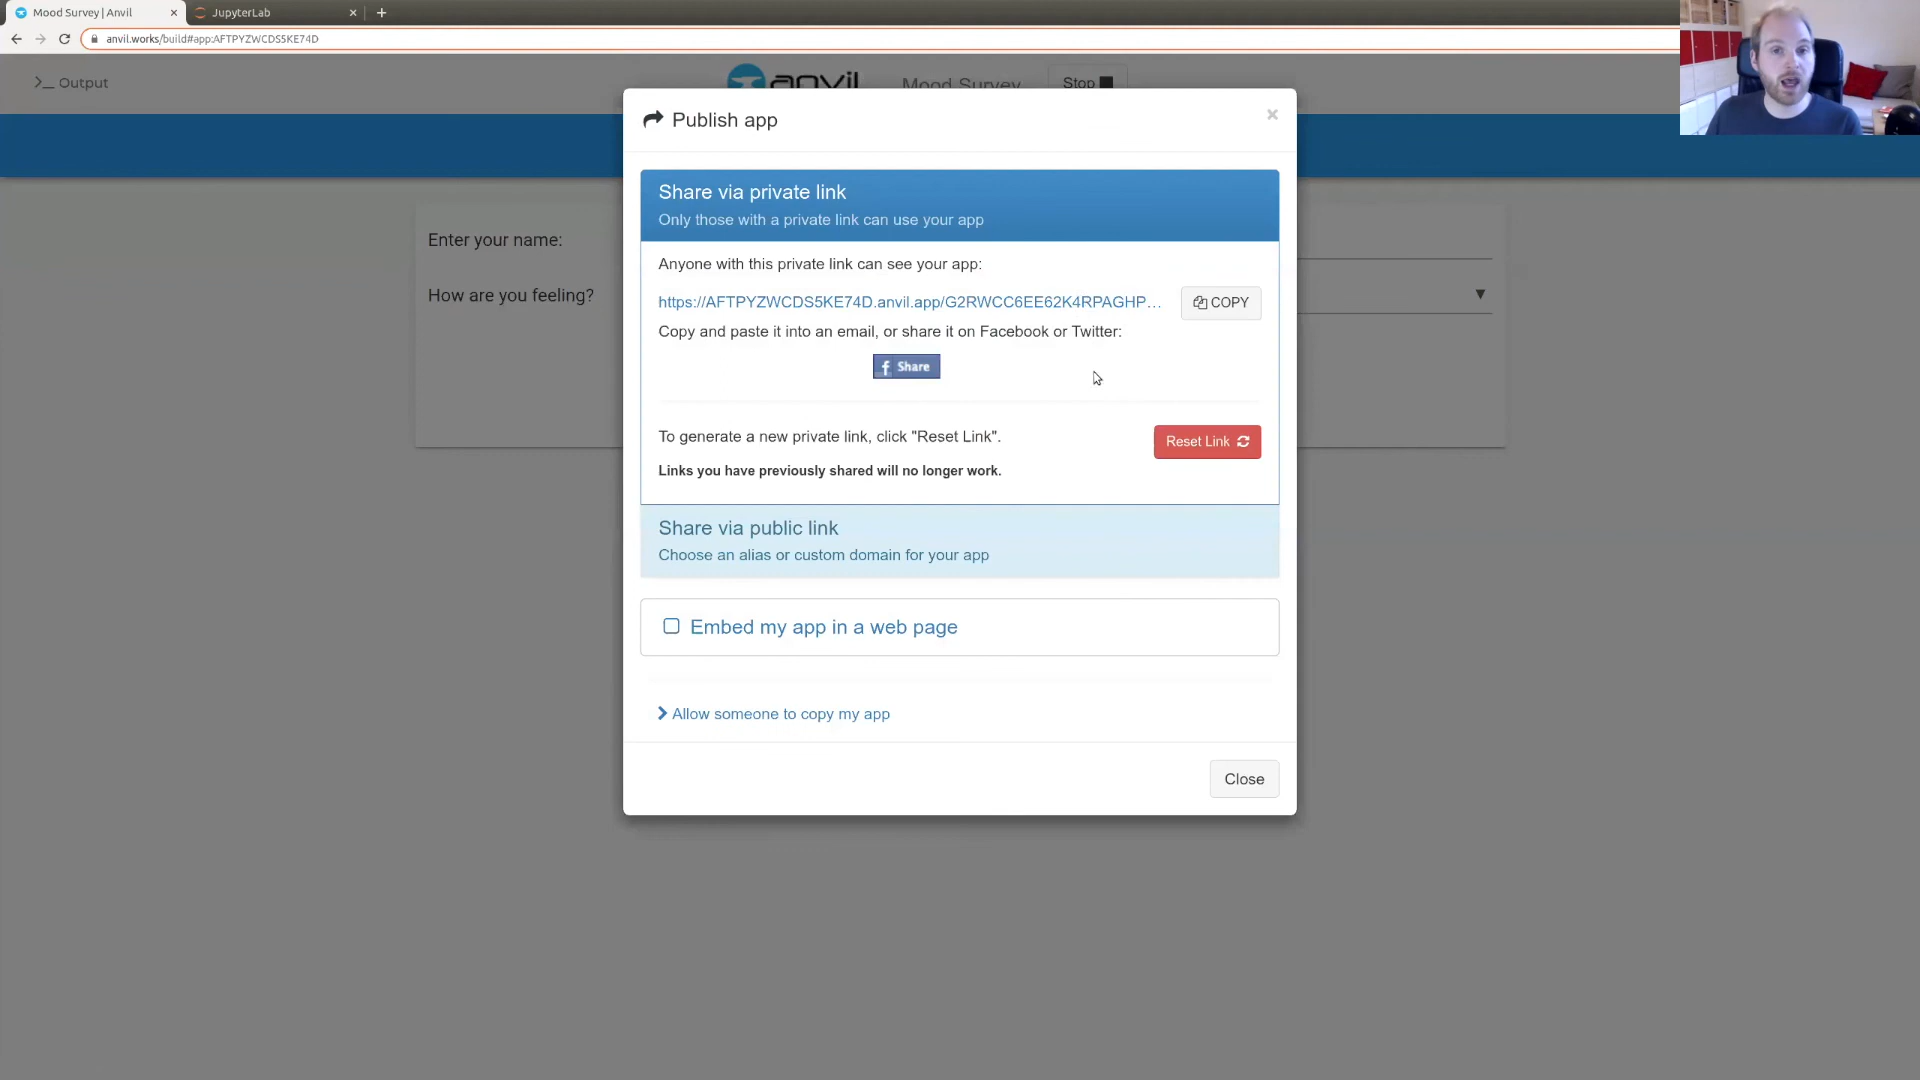 Mood Survey | Anvil
JupyterLab
anvil.works/build#app:AFTPYZWCDS5KE74D
>_ Output
anvil
Mood Survey
Stop
Publish app
Share via private link
Only those with a private link can use your app
Enter your name:
Anyone with this private link can see your app:
How are you feeling?
https://AFTPYZWCDS5KE74D.anvil.app/G2RWCC6EE62K4RPAGHP...
COPY
Copy and paste it into an email, or share it on Facebook or Twitter:
f Share
To generate a new private link, click "Reset Link".
Reset Link
Links you have previously shared will no longer work.
Share via public link
Choose an alias or custom domain for your app
Embed my app in a web page
Allow someone to copy my app
Close